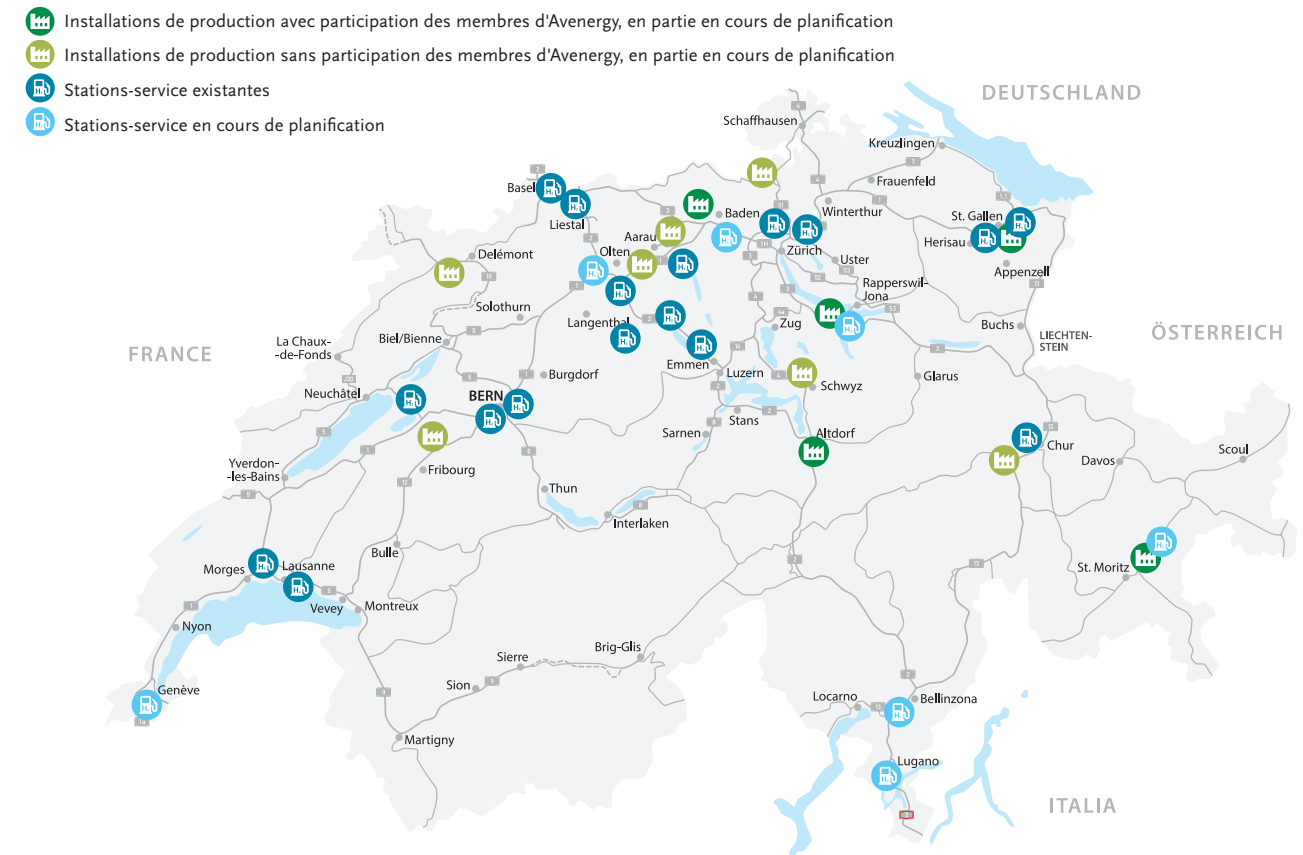 Installations de production avec participation des membres d'Avenergy, en partie en cours de planification
Installations de production sans participation des membres d'Avenergy, en partie en cours de planification
Stations-service existantes
Stations-service en cours de planification
DEUTSCHLAND
Schaffhausen
Kreuzlingen
Frauenfeld
Basel
Liestal
Baden
Winterthur
St. Gallen
Herisau
Aarau
Olten
Zürich
Uster
Appenzell
Delémont
Rapperswil-
Jona
Solothurn
Langenthal
Zug
Buchs
LIECHTEN-
STEIN
ÖSTERREICH
FRANCE
La Chaux-
-de-Fonds
Biel/Bienne
Emmen
Luzern
Burgdorf
Schwyz
Glarus
Neuchâtel
BERN
Stans
Sarnen
Altdorf
Chur
Davos
Scoul
Yverdon-
-les-Bains
Fribourg
Thun
Interlaken
Bulle
Morges
Lausanne
St. Moritz
Vevey
Montreux
Nyon
Brig-Glis
Sierre
Sion
Genève
Locarno
Bellinzona
Martigny
Lugano
ITALIA